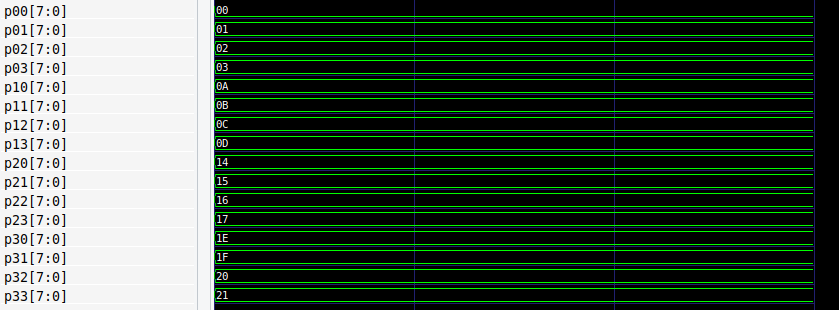 p00[7:0] 00
p01[7:0] 01
p02[7:0] 02
p03[7:0] 03
p10[7:0] 0A
p11[7:0] 0B
p12[7:0] 0C
p13[7:0] 0D
p20[7:0] 14
p21[7:0] 15
p22[7:0] 16
p23[7:0] 17
p30[7:0] 1E
p31[7:0] 1F
p32[7:0] 20
p33[7:0] 21